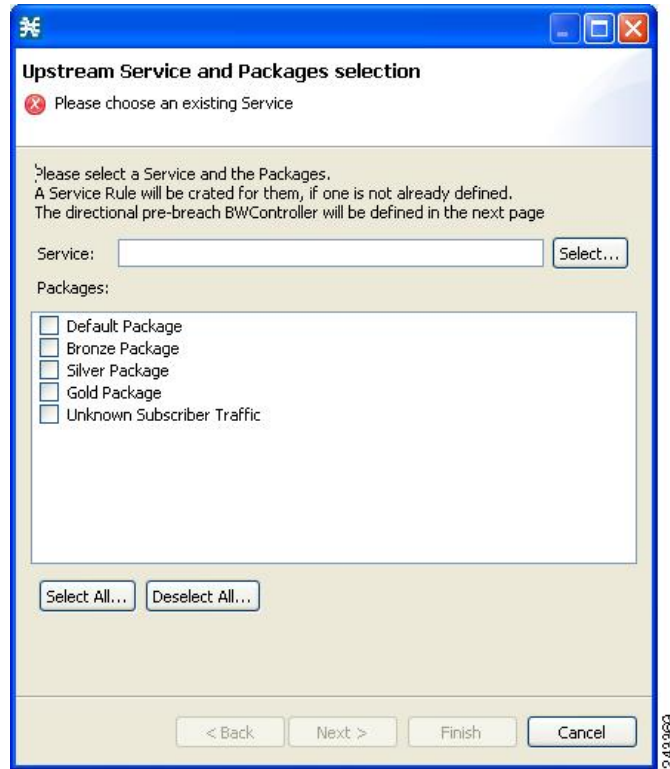 Upstream Service and Packages selection
Please choose an existing Service
Please select a Service and the Packages.
A Service Rule will be crated for them, if one is not already defined.
The directional pre-breach BWController will be defined in the next page
Service:
Select...
Packages:
Default Package
Bronze Package
Silver Package
Gold Package
Unknown Subscriber Traffic
Select All...
Deselect All...
< Back
Next >
Finish
Cancel